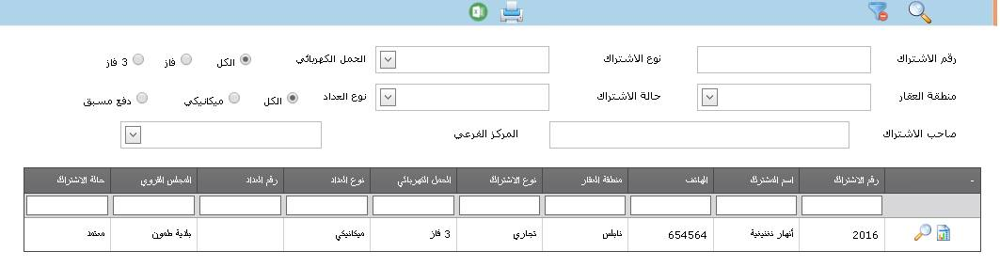 رقم الاشتراك نوع الاشتراك الحمل الكهربائي الكل فاز 3 فاز
منطقة العقار حالة الاشتراك نوع العداد الكل ميكانيكي دفع مسبق
صاحب الاشتراك المركز الفرعي
- رقم الاشتراك اسم المشترك الهاتف منطقة العقار نوع الاشتراك الحمل الكهربائي نوع العداد رقم العداد المجلس القروي حالة الاشتراك
2016 أنهار 654564 نابلس تجاري 3 فاز ميكانيكي بلدية طمون معتمد